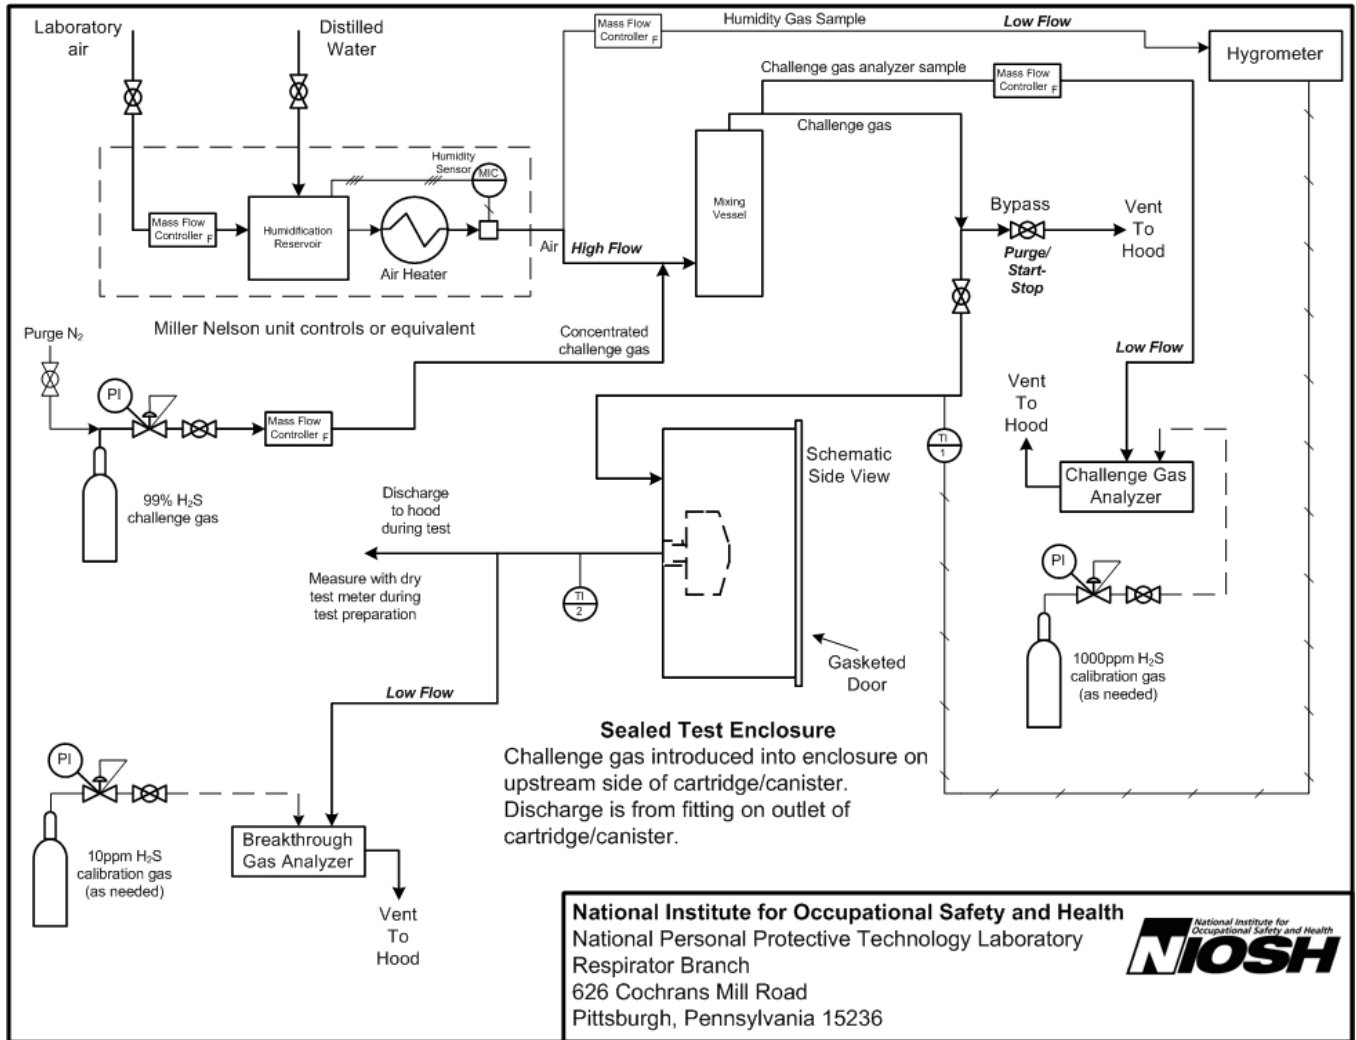 Laboratory
air
Distilled
Water
Mass Flow
Controller F
Humidity Gas Sample
Low Flow
Hygrometer
Challenge gas analyzer sample
Mass Flow
Controller F
Challenge gas
Humidity
Sensor
MIC
Mass Flow
Controller F
Humidification
Reservoir
Air Heater
Air
High Flow
Mixing
Vessel
Bypass
Purge/
Start-
Stop
Vent
To
Hood
Miller Nelson unit controls or equivalent
Purge N₂
PI
Concentrated
challenge gas
Mass Flow
Controller F
99% H₂S
challenge gas
Low Flow
Vent
To
Hood
TI
1
Challenge Gas
Analyzer
Schematic
Side View
Discharge
to hood
during test
Measure with dry
test meter during
test preparation
TI
2
PI
1000ppm H₂S
calibration gas
(as needed)
Gasketed
Door
Low Flow
Sealed Test Enclosure
Challenge gas introduced into enclosure on
upstream side of cartridge/canister.
Discharge is from fitting on outlet of
cartridge/canister.
PI
10ppm H₂S
calibration gas
(as needed)
Breakthrough
Gas Analyzer
Vent
To
Hood
National Institute for Occupational Safety and Health
National Personal Protective Technology Laboratory
Respirator Branch
626 Cochrans Mill Road
Pittsburgh, Pennsylvania 15236
National Institute for
Occupational Safety and Health
NIOSH